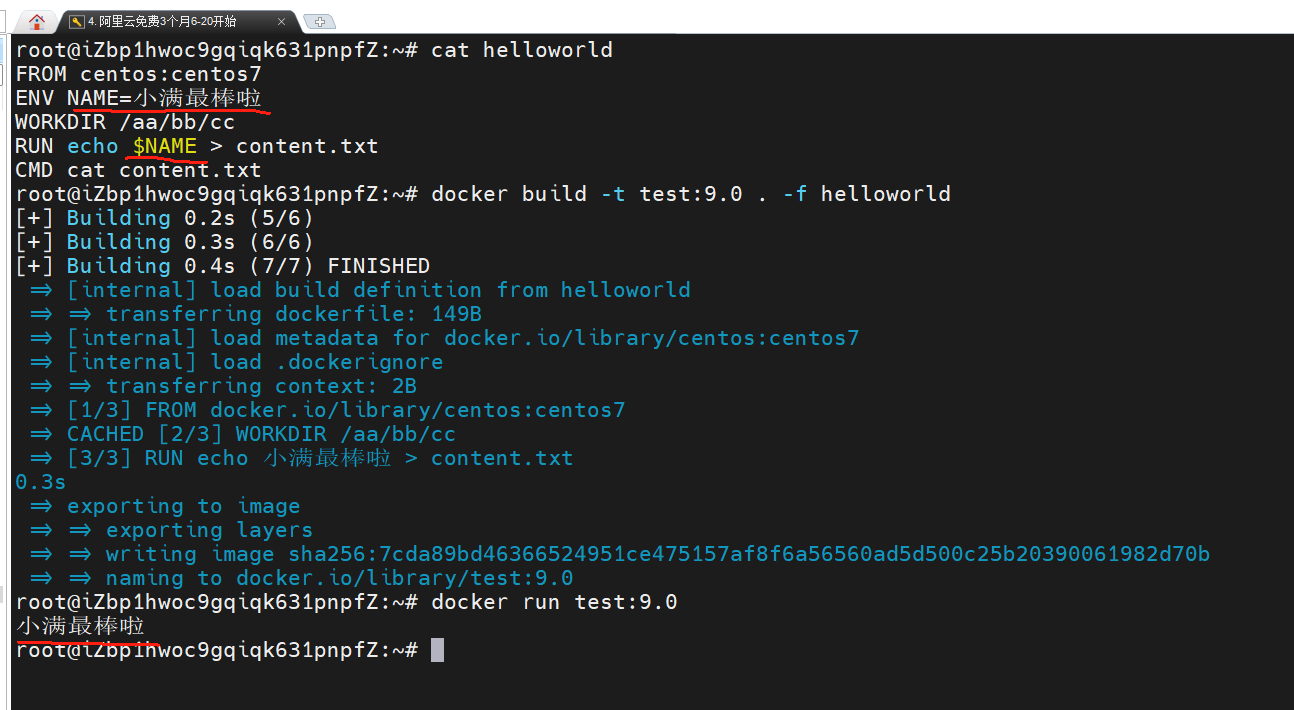 4. 阿里云免费3个月6-20开始
root@iZbp1hwoc9gqiqk631pnpfZ:~# cat helloworld
FROM centos:centos7
ENV NAME=小满最棒啦
WORKDIR /aa/bb/cc
RUN echo $NAME > content.txt
CMD cat content.txt
root@iZbp1hwoc9gqiqk631pnpfZ:~# docker build -t test:9.0 . -f helloworld
[+] Building 0.2s (5/6)
[+] Building 0.3s (6/6)
[+] Building 0.4s (7/7) FINISHED
=> [internal] load build definition from helloworld
=> => transferring dockerfile: 149B
=> [internal] load metadata for docker.io/library/centos:centos7
=> [internal] load .dockerignore
=> => transferring context: 2B
=> [1/3] FROM docker.io/library/centos:centos7
=> CACHED [2/3] WORKDIR /aa/bb/cc
=> [3/3] RUN echo 小满最棒啦 > content.txt
0.3s
=> exporting to image
=> => exporting layers
=> => writing image sha256:7cda89bd46366524951ce475157af8f6a56560ad5d500c25b20390061982d70b
=> => naming to docker.io/library/test:9.0
root@iZbp1hwoc9gqiqk631pnpfZ:~# docker run test:9.0
小满最棒啦
root@iZbp1hwoc9gqiqk631pnpfZ:~#